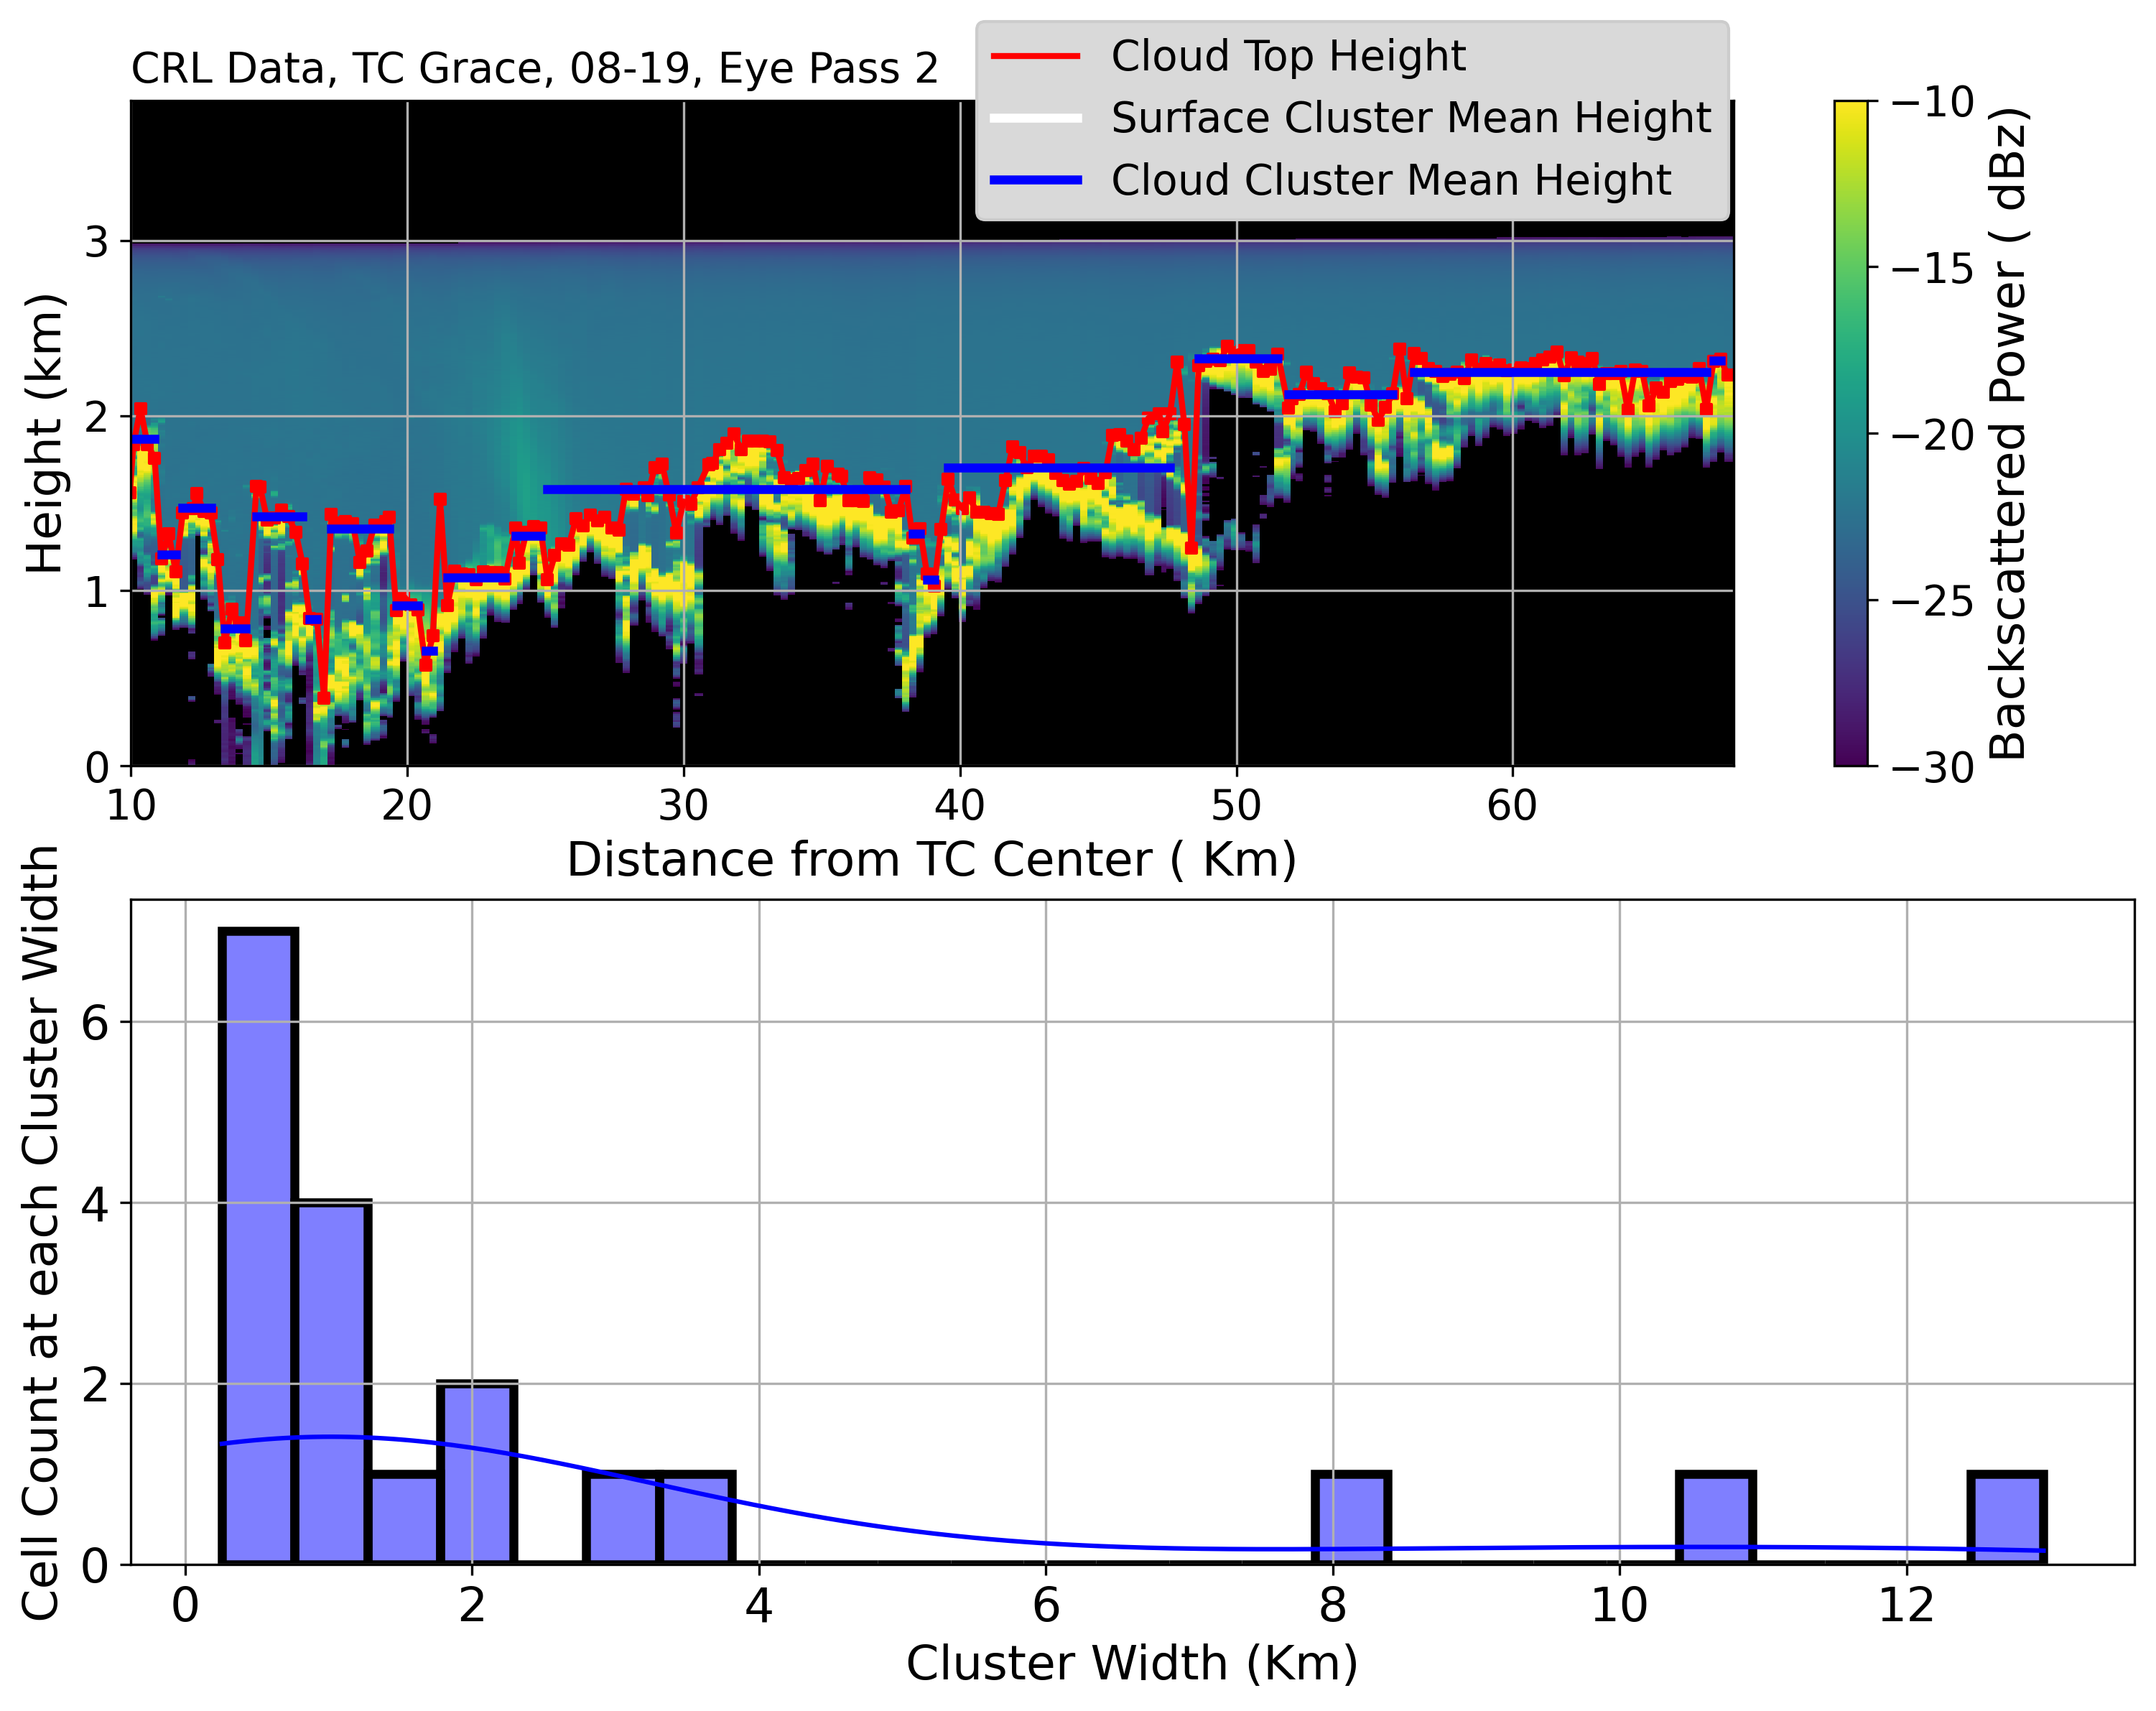 CRL Data, TC Grace, 08-19, Eye Pass 2
Cloud Top Height
Surface Cluster Mean Height
Cloud Cluster Mean Height
Height (km)
3
2
1
0
10
20
30
40
50
60
Distance from TC Center ( Km)
−10
−15
−20
−25
−30
Backscattered Power ( dBz)
Cell Count at each Cluster Width
6
4
2
0
0
2
4
6
8
10
12
Cluster Width (Km)